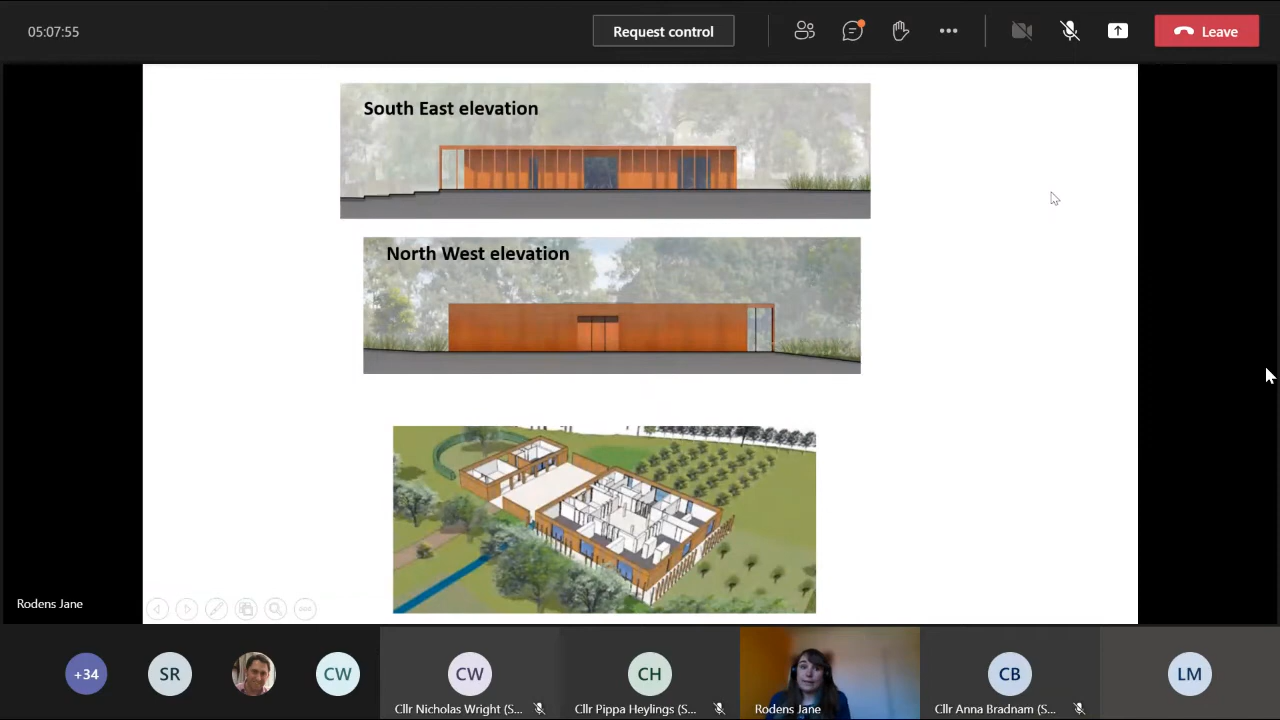 05:07:55
Request control
Leave
South East elevation
North West elevation
Rodens Jane
+34
SR
CW
CW
CH
CB
LM
Cllr Nicholas Wright (S...
Cllr Pippa Heylings (S...
Rodens Jane
Cllr Anna Bradnam (S...